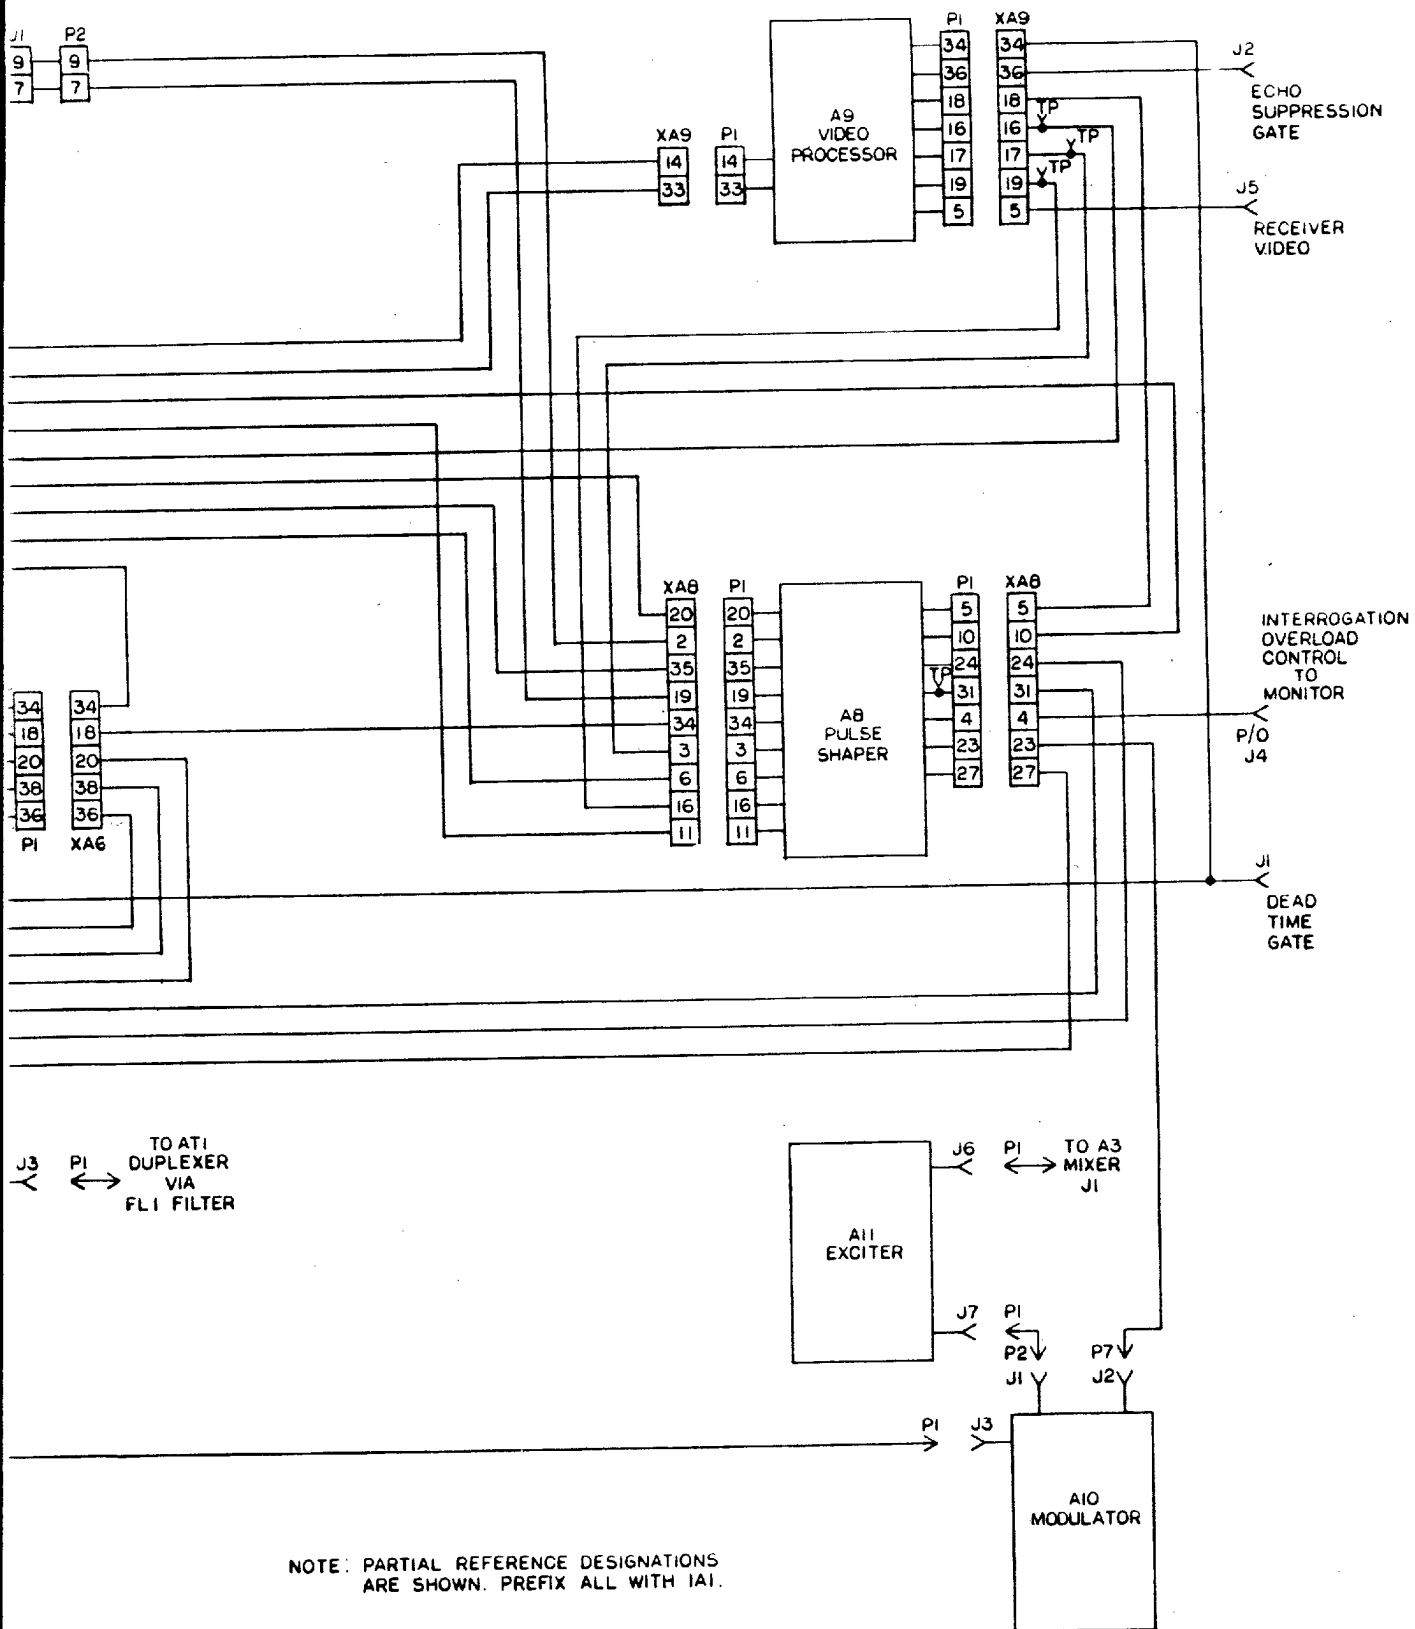 J1 P2
9 9
7 7
P1 XA9
34 34
36 36
18 18
16 16
17 17
19 19
5 5
TP
TP
TP
J2
ECHO
SUPPRESSION
GATE
J5
RECEIVER
VIDEO
A9
VIDEO
PROCESSOR
XA9 P1
14 14
33 33
XA8 P1
20 20
2 2
35 35
19 19
34 34
3 3
6 6
16 16
11 11
A8
PULSE
SHAPER
P1 XA8
5 5
10 10
24 24
TP
31 31
4 4
23 23
27 27
INTERROGATION
OVERLOAD
CONTROL
TO
MONITOR
P/O
J4
34 34
18 18
20 20
38 38
36 36
P1 XA6
J1
DEAD
TIME
GATE
J3 P1
TO AT1
DUPLEXER
VIA
FL1 FILTER
A11
EXCITER
J6 P1
TO A3
MIXER
J1
J7 P1
P2 P7
J1 J2
P1 J3
A10
MODULATOR
NOTE: PARTIAL REFERENCE DESIGNATIONS
ARE SHOWN. PREFIX ALL WITH 1A1.